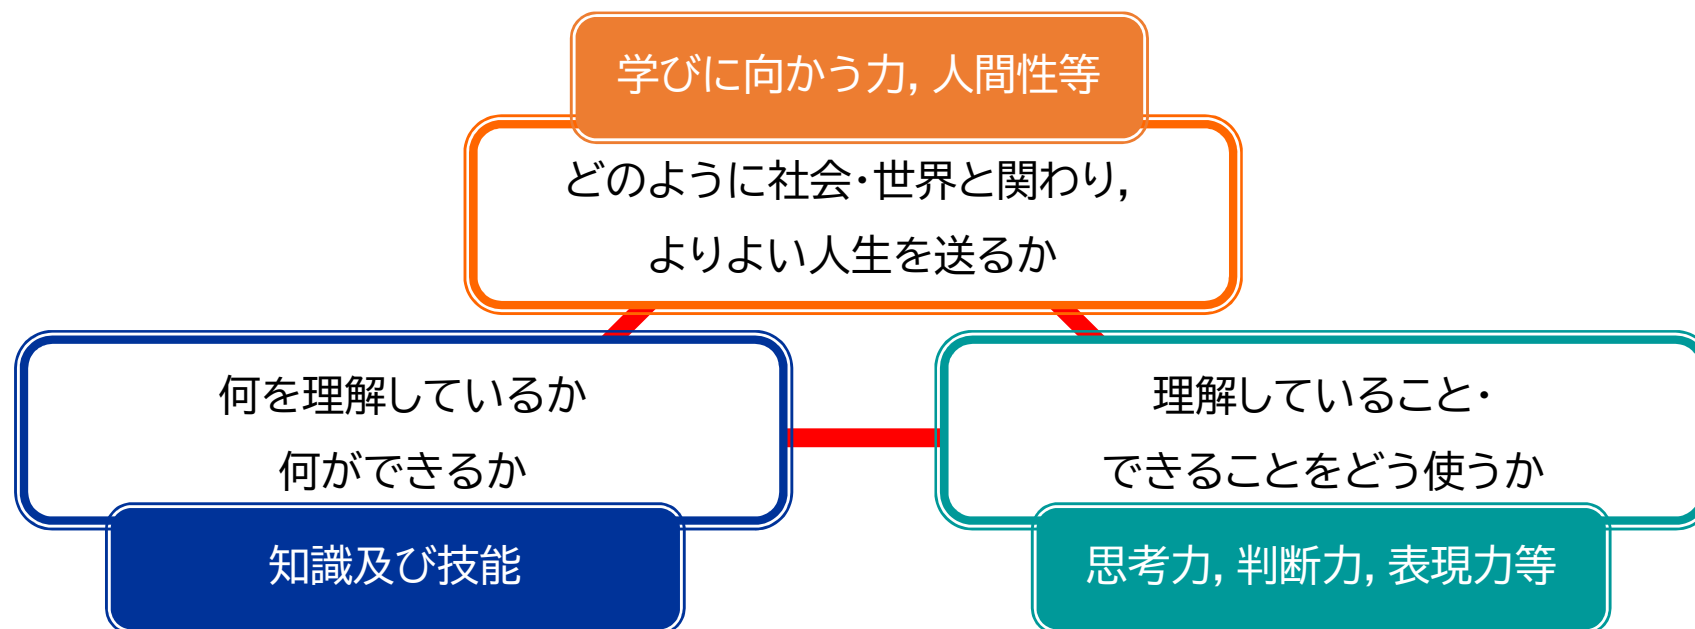 学びに向かう力, 人間性等
どのように社会・世界と関わり,
よりよい人生を送るか
何を理解しているか
何ができるか
知識及び技能
理解していること・
できることをどう使うか
思考力, 判断力, 表現力等